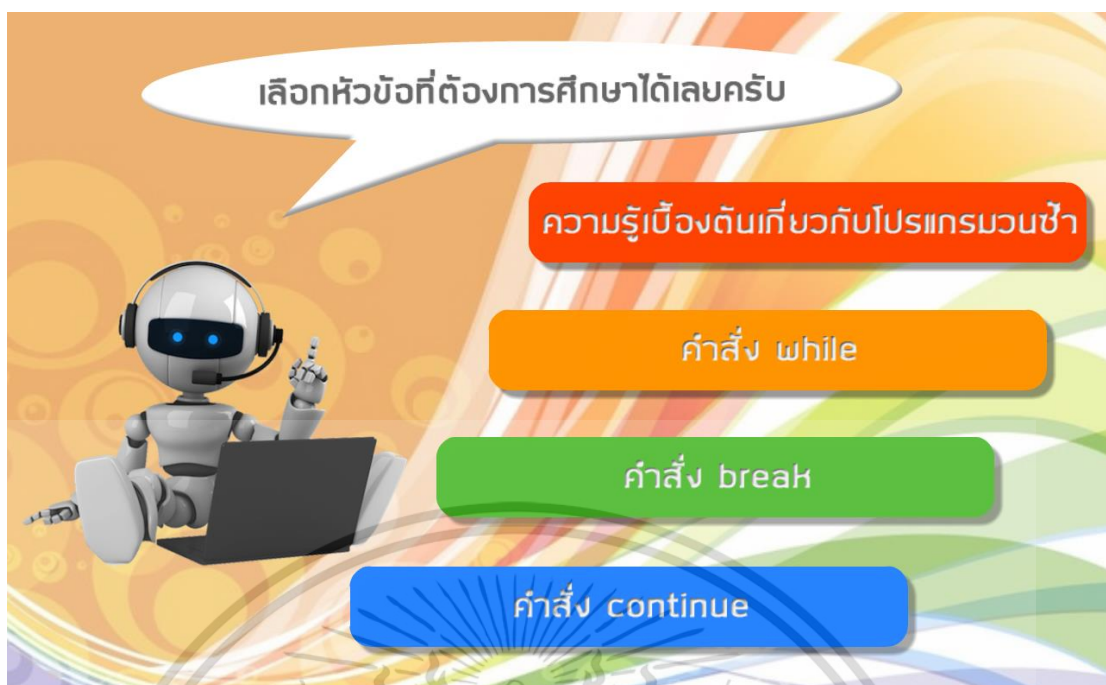 เลือกหัวข้อที่ต้องการศึกษาได้เลยครับ
ความรู้เบื้องต้นเกี่ยวกับโปรแกรมวนซ้ำ
คำสั่ง while
คำสั่ง break
คำสั่ง continue